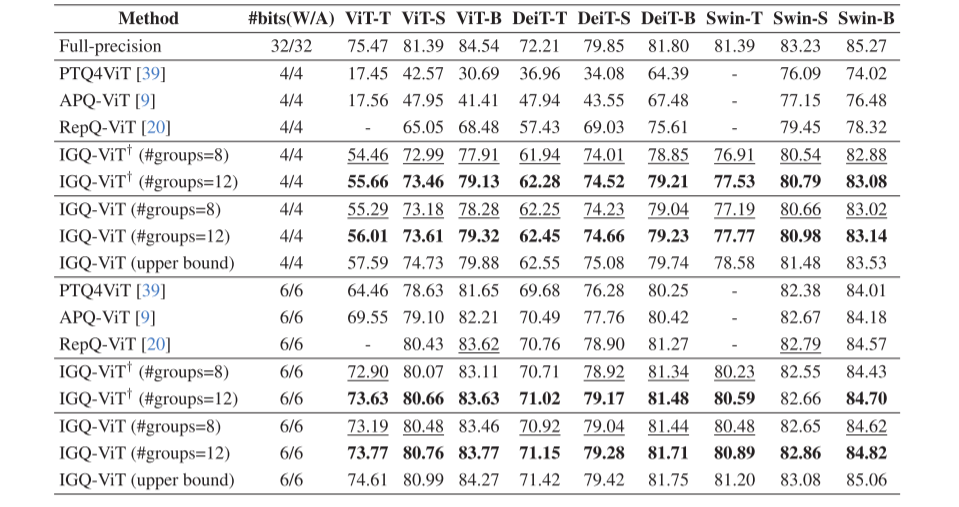 Method #bits(W/A) ViT-T ViT-S ViT-B DeiT-T DeiT-S DeiT-B Swin-T Swin-S Swin-B
Full-precision 32/32 75.47 81.39 84.54 72.21 79.85 81.80 81.39 83.23 85.27
PTQ4ViT [39] 4/4 17.45 42.57 30.69 36.96 34.08 64.39 - 76.09 74.02
APQ-ViT [9] 4/4 17.56 47.95 41.41 47.94 43.55 67.48 - 77.15 76.48
RepQ-ViT [20] 4/4 - 65.05 68.48 57.43 69.03 75.61 - 79.45 78.32
IGQ-ViT† (#groups=8) 4/4 54.46 72.99 77.91 61.94 74.01 78.85 76.91 80.54 82.88
IGQ-ViT† (#groups=12) 4/4 55.66 73.46 79.13 62.28 74.52 79.21 77.53 80.79 83.08
IGQ-ViT (#groups=8) 4/4 55.29 73.18 78.28 62.25 74.23 79.04 77.19 80.66 83.02
IGQ-ViT (#groups=12) 4/4 56.01 73.61 79.32 62.45 74.66 79.23 77.77 80.98 83.14
IGQ-ViT (upper bound) 4/4 57.59 74.73 79.88 62.55 75.08 79.74 78.58 81.48 83.53
PTQ4ViT [39] 6/6 64.46 78.63 81.65 69.68 76.28 80.25 - 82.38 84.01
APQ-ViT [9] 6/6 69.55 79.10 82.21 70.49 77.76 80.42 - 82.67 84.18
RepQ-ViT [20] 6/6 - 80.43 83.62 70.76 78.90 81.27 - 82.79 84.57
IGQ-ViT† (#groups=8) 6/6 72.90 80.07 83.11 70.71 78.92 81.34 80.23 82.55 84.43
IGQ-ViT† (#groups=12) 6/6 73.63 80.66 83.63 71.02 79.17 81.48 80.59 82.66 84.70
IGQ-ViT (#groups=8) 6/6 73.19 80.48 83.46 70.92 79.04 81.44 80.48 82.65 84.62
IGQ-ViT (#groups=12) 6/6 73.77 80.76 83.77 71.15 79.28 81.71 80.89 82.86 84.82
IGQ-ViT (upper bound) 6/6 74.61 80.99 84.27 71.42 79.42 81.75 81.20 83.08 85.06